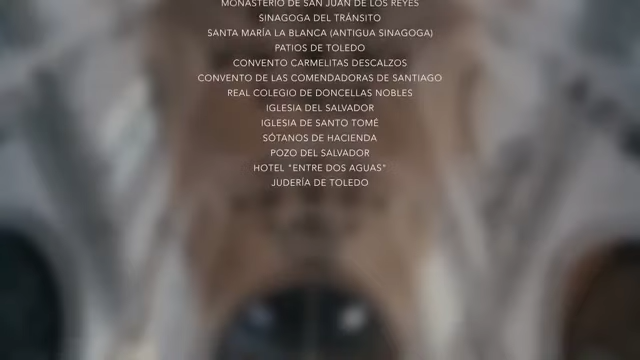 MONASTERIO DE SAN JUAN DE LOS REYES
SINAGOGA DEL TRÁNSITO
SANTA MARÍA LA BLANCA (ANTIGUA SINAGOGA)
PATIOS DE TOLEDO
CONVENTO CARMELITAS DESCALZOS
CONVENTO DE LAS COMENDADORAS DE SANTIAGO
REAL COLEGIO DE DONCELLAS NOBLES
IGLESIA DEL SALVADOR
IGLESIA DE SANTO TOMÉ
SÓTANOS DE HACIENDA
POZO DEL SALVADOR
HOTEL "ENTRE DOS AGUAS"
JUDERÍA DE TOLEDO